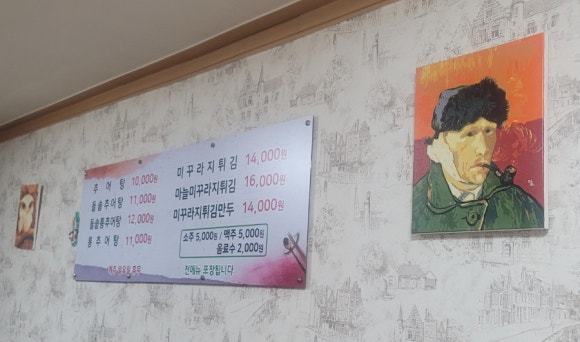 추 어 탕 10,000원
돌솥추어탕 11,000원
돌솥통추어탕 12,000원
통 추 어 탕 11,000원
미꾸라지튀김 14,000원
마늘미꾸라지튀김 16,000원
미꾸라지튀김만두 14,000원
소주 5,000원 / 맥주 5,000원
음료수 2,000원
전메뉴 포장됩니다